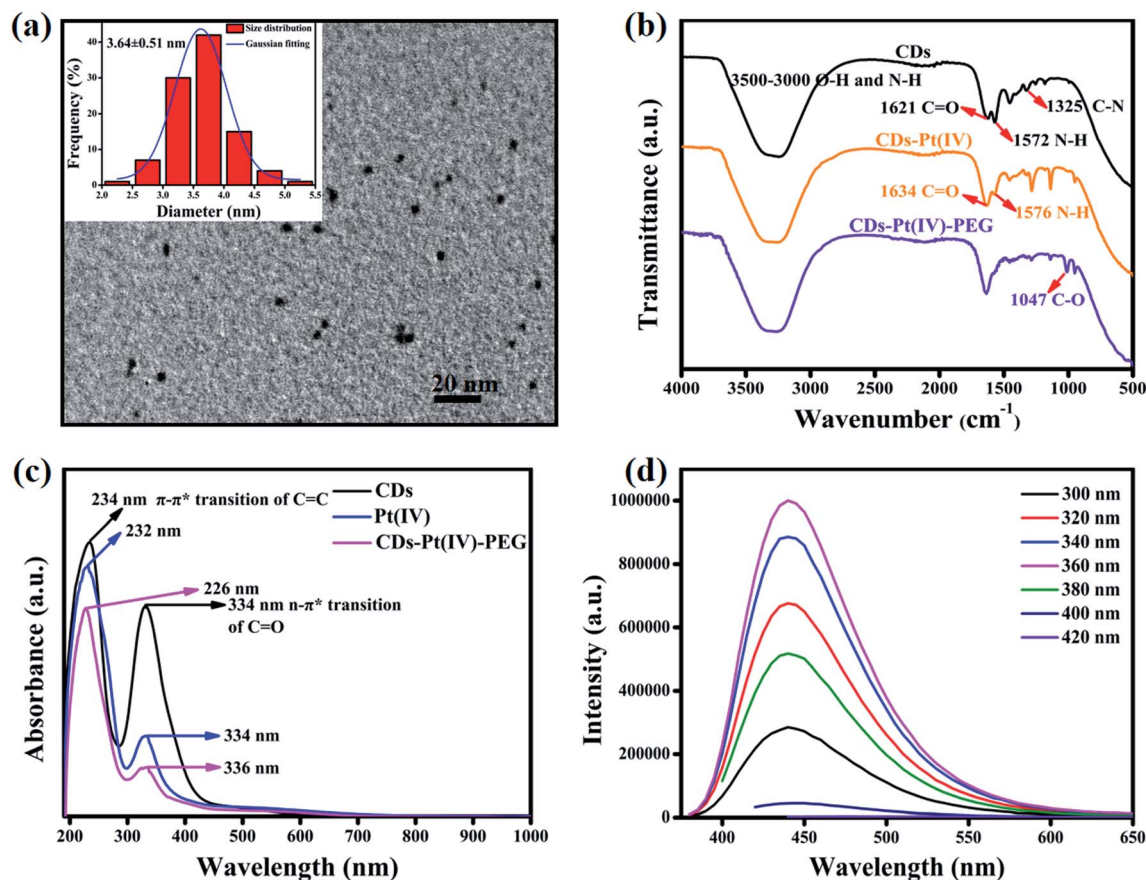 (a)
3.64±0.51 nm
Size distribution
Gaussian fitting
Frequency (%)
40
30
20
10
0
2.0 2.5 3.0 3.5 4.0 4.5 5.0 5.5
Diameter (nm)
20 nm
(b)
CDs
3500-3000 O-H and N-H
1621 C=O
1325 C-N
1572 N-H
CDs-Pt(IV)
1634 C=O
1576 N-H
CDs-Pt(IV)-PEG
1047 C-O
Transmittance (a.u.)
4000 3500 3000 2500 2000 1500 1000 500
Wavenumber (cm⁻¹)
(c)
234 nm π-π* transition of C=C
232 nm
226 nm
334 nm n-π* transition
of C=O
334 nm
336 nm
CDs
Pt(IV)
CDs-Pt(IV)-PEG
Absorbance (a.u.)
200 300 400 500 600 700 800 900 1000
Wavelength (nm)
(d)
1000000
800000
600000
400000
200000
0
Intensity (a.u.)
300 nm
320 nm
340 nm
360 nm
380 nm
400 nm
420 nm
400 450 500 550 600 650
Wavelength (nm)